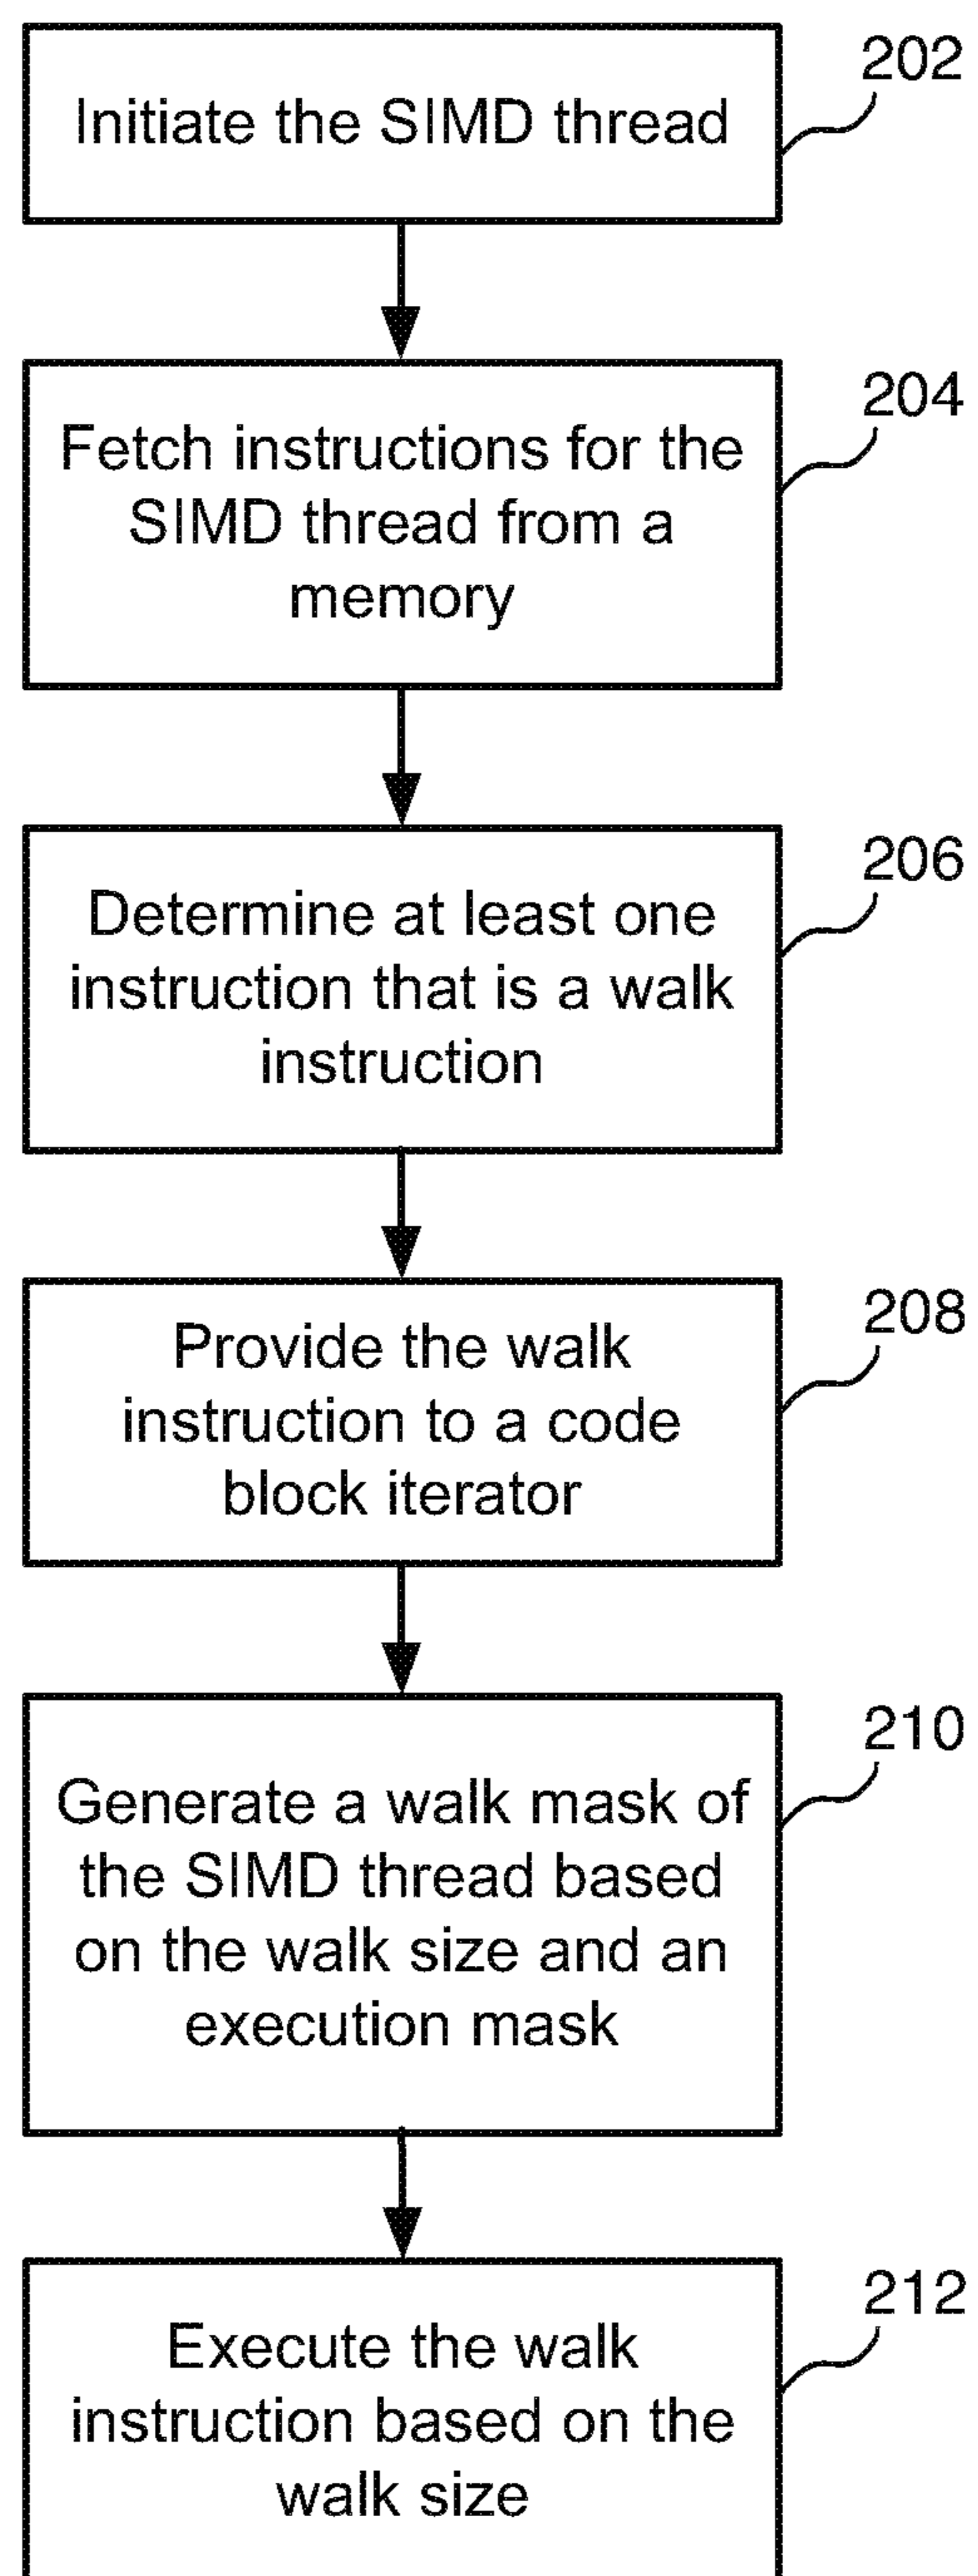 Initiate the SIMD thread
202
Fetch instructions for the
SIMD thread from a
memory
204
Determine at least one
instruction that is a walk
instruction
206
Provide the walk
instruction to a code
block iterator
208
Generate a walk mask of
the SIMD thread based
on the walk size and an
execution mask
210
Execute the walk
instruction based on the
walk size
212